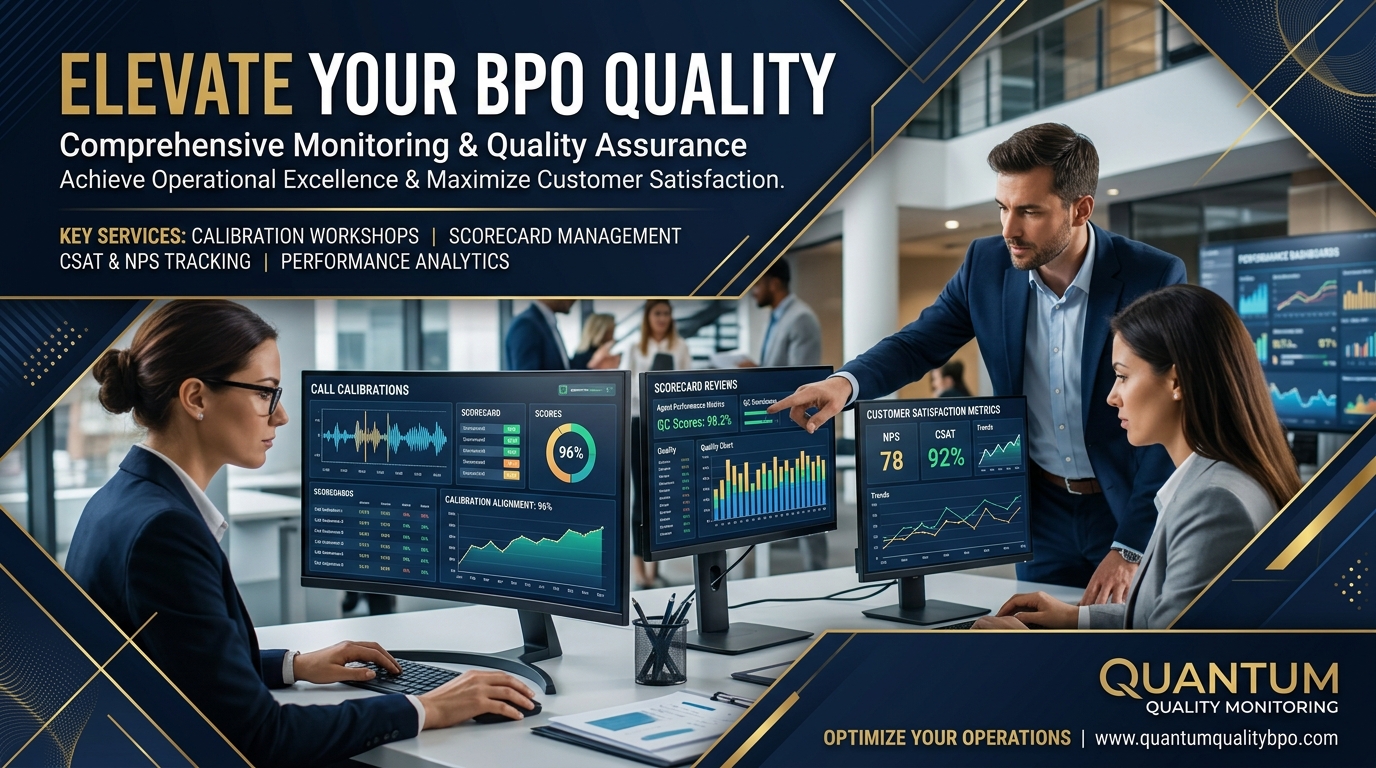 ELEVATE YOUR BPO QUALITY
Comprehensive Monitoring & Quality Assurance
Achieve Operational Excellence & Maximize Customer Satisfaction.
KEY SERVICES: CALIBRATION WORKSHOPS | SCORECARD MANAGEMENT
CSAT & NPS TRACKING | PERFORMANCE ANALYTICS
PERFORMANCE DASHBOARDS
CALL CALIBRATIONS
SCORECARD
SCORES
96%
CALIBRATION ALIGNMENT: 96%
SCORECARD REVIEWS
Agent Performance Metrics
QC Scores: 98.2%
Quality Chart
CUSTOMER SATISFACTION METRICS
NPS
78
CSAT
92%
Trends
Trends
QUANTUM
QUALITY MONITORING
OPTIMIZE YOUR OPERATIONS | www.quantumqualitybpo.com